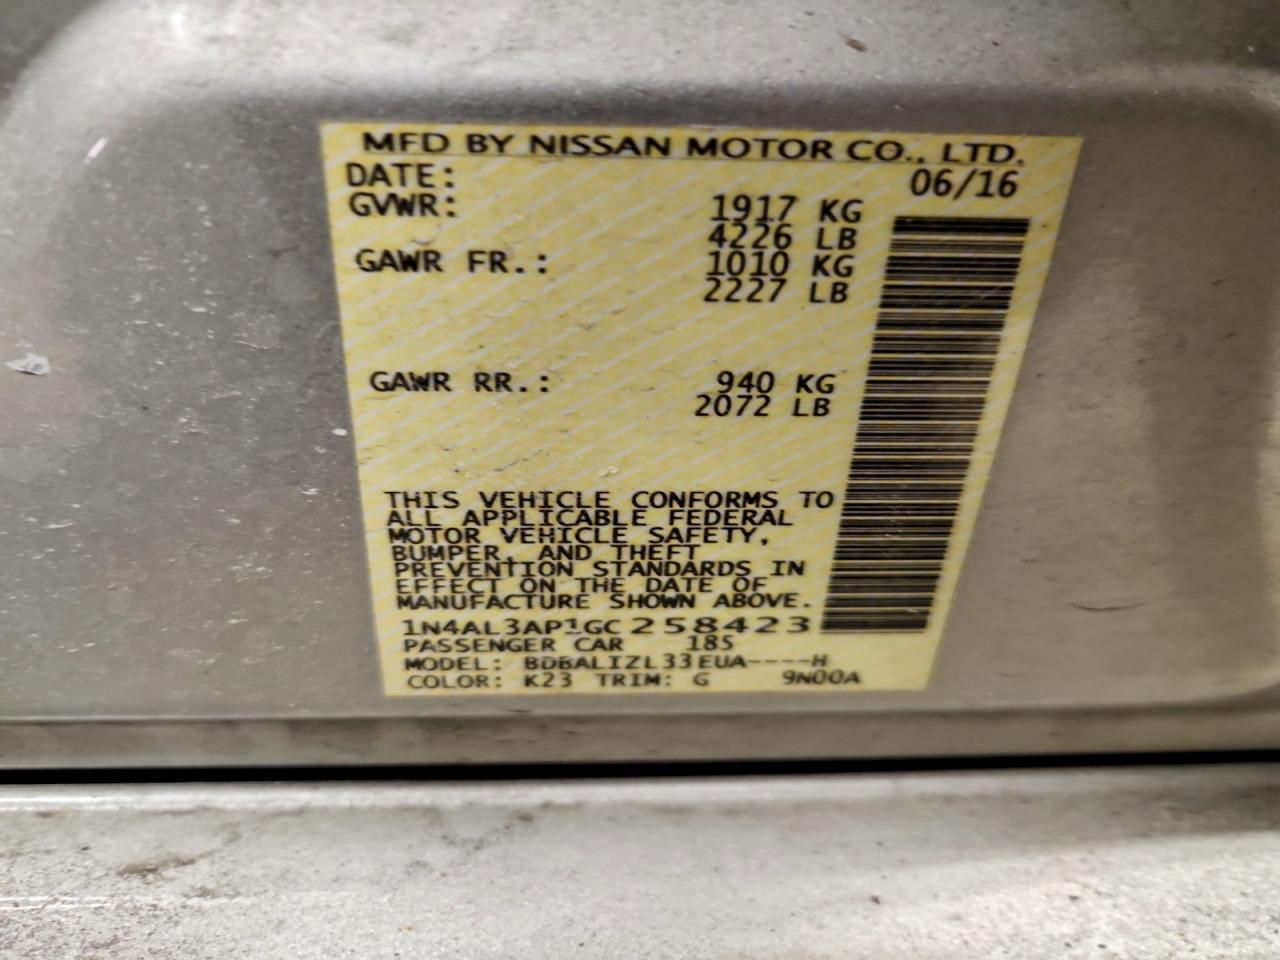 MFD BY NISSAN MOTOR CO., LTD.
DATE: 06/16
GVWR: 1917 KG
4226 LB
GAWR FR.: 1010 KG
2227 LB
GAWR RR.: 940 KG
2072 LB
THIS VEHICLE CONFORMS TO
ALL APPLICABLE FEDERAL
MOTOR VEHICLE SAFETY,
BUMPER, AND THEFT
PREVENTION STANDARDS IN
EFFECT ON THE DATE OF
MANUFACTURE SHOWN ABOVE.
1N4AL3AP1GC258423
PASSENGER CAR 185
MODEL: BDBALIZL33EUA----H
COLOR: K23 TRIM: G 9N00A